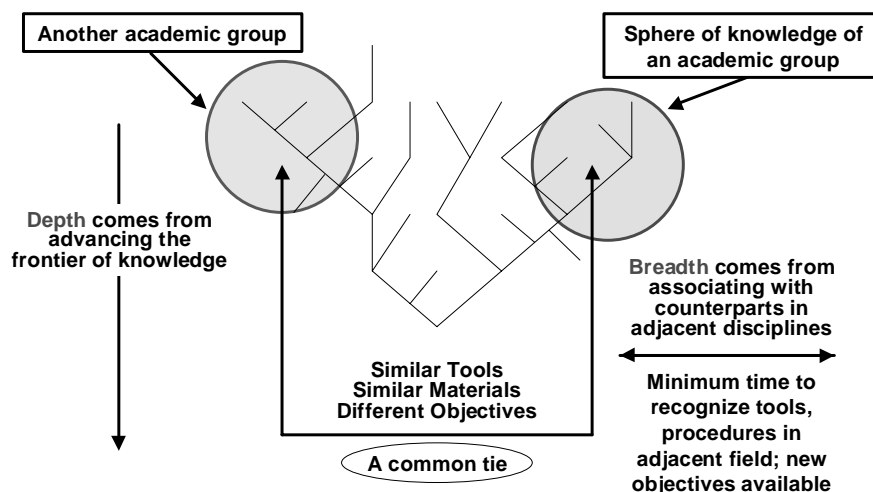 Another academic group
Sphere of knowledge of
an academic group
Depth comes from
advancing the
frontier of knowledge
Breadth comes from
associating with
counterparts in
adjacent disciplines
Similar Tools
Similar Materials
Different Objectives
A common tie
Minimum time to
recognize tools,
procedures in
adjacent field; new
objectives available